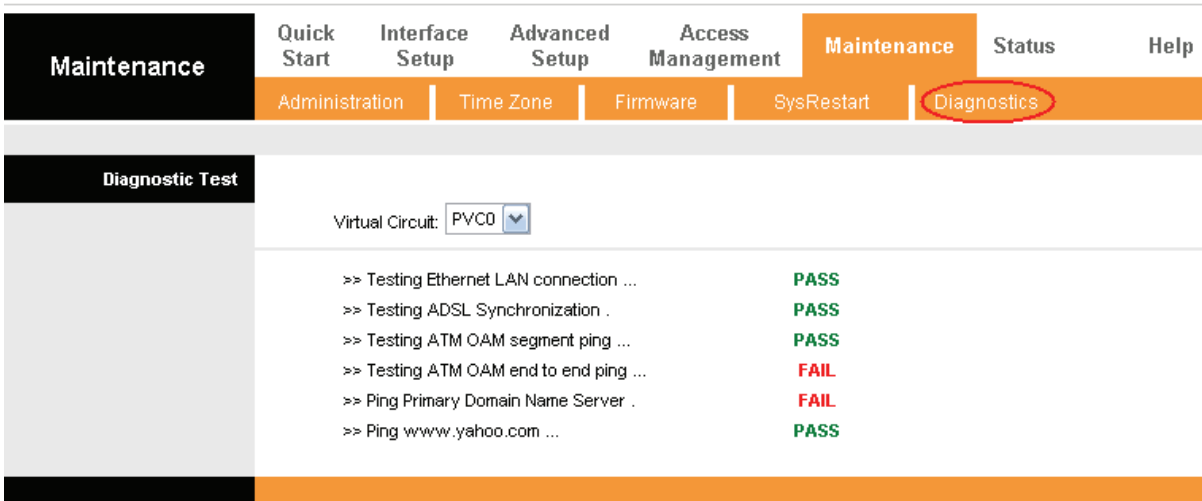 Maintenance
Quick Start
Interface Setup
Advanced Setup
Access Management
Maintenance
Status
Help
Administration
Time Zone
Firmware
SysRestart
Diagnostics
Diagnostic Test
Virtual Circuit: PVC0
>> Testing Ethernet LAN connection ... PASS
>> Testing ADSL Synchronization . PASS
>> Testing ATM OAM segment ping ... PASS
>> Testing ATM OAM end to end ping ... FAIL
>> Ping Primary Domain Name Server . FAIL
>> Ping www.yahoo.com ... PASS